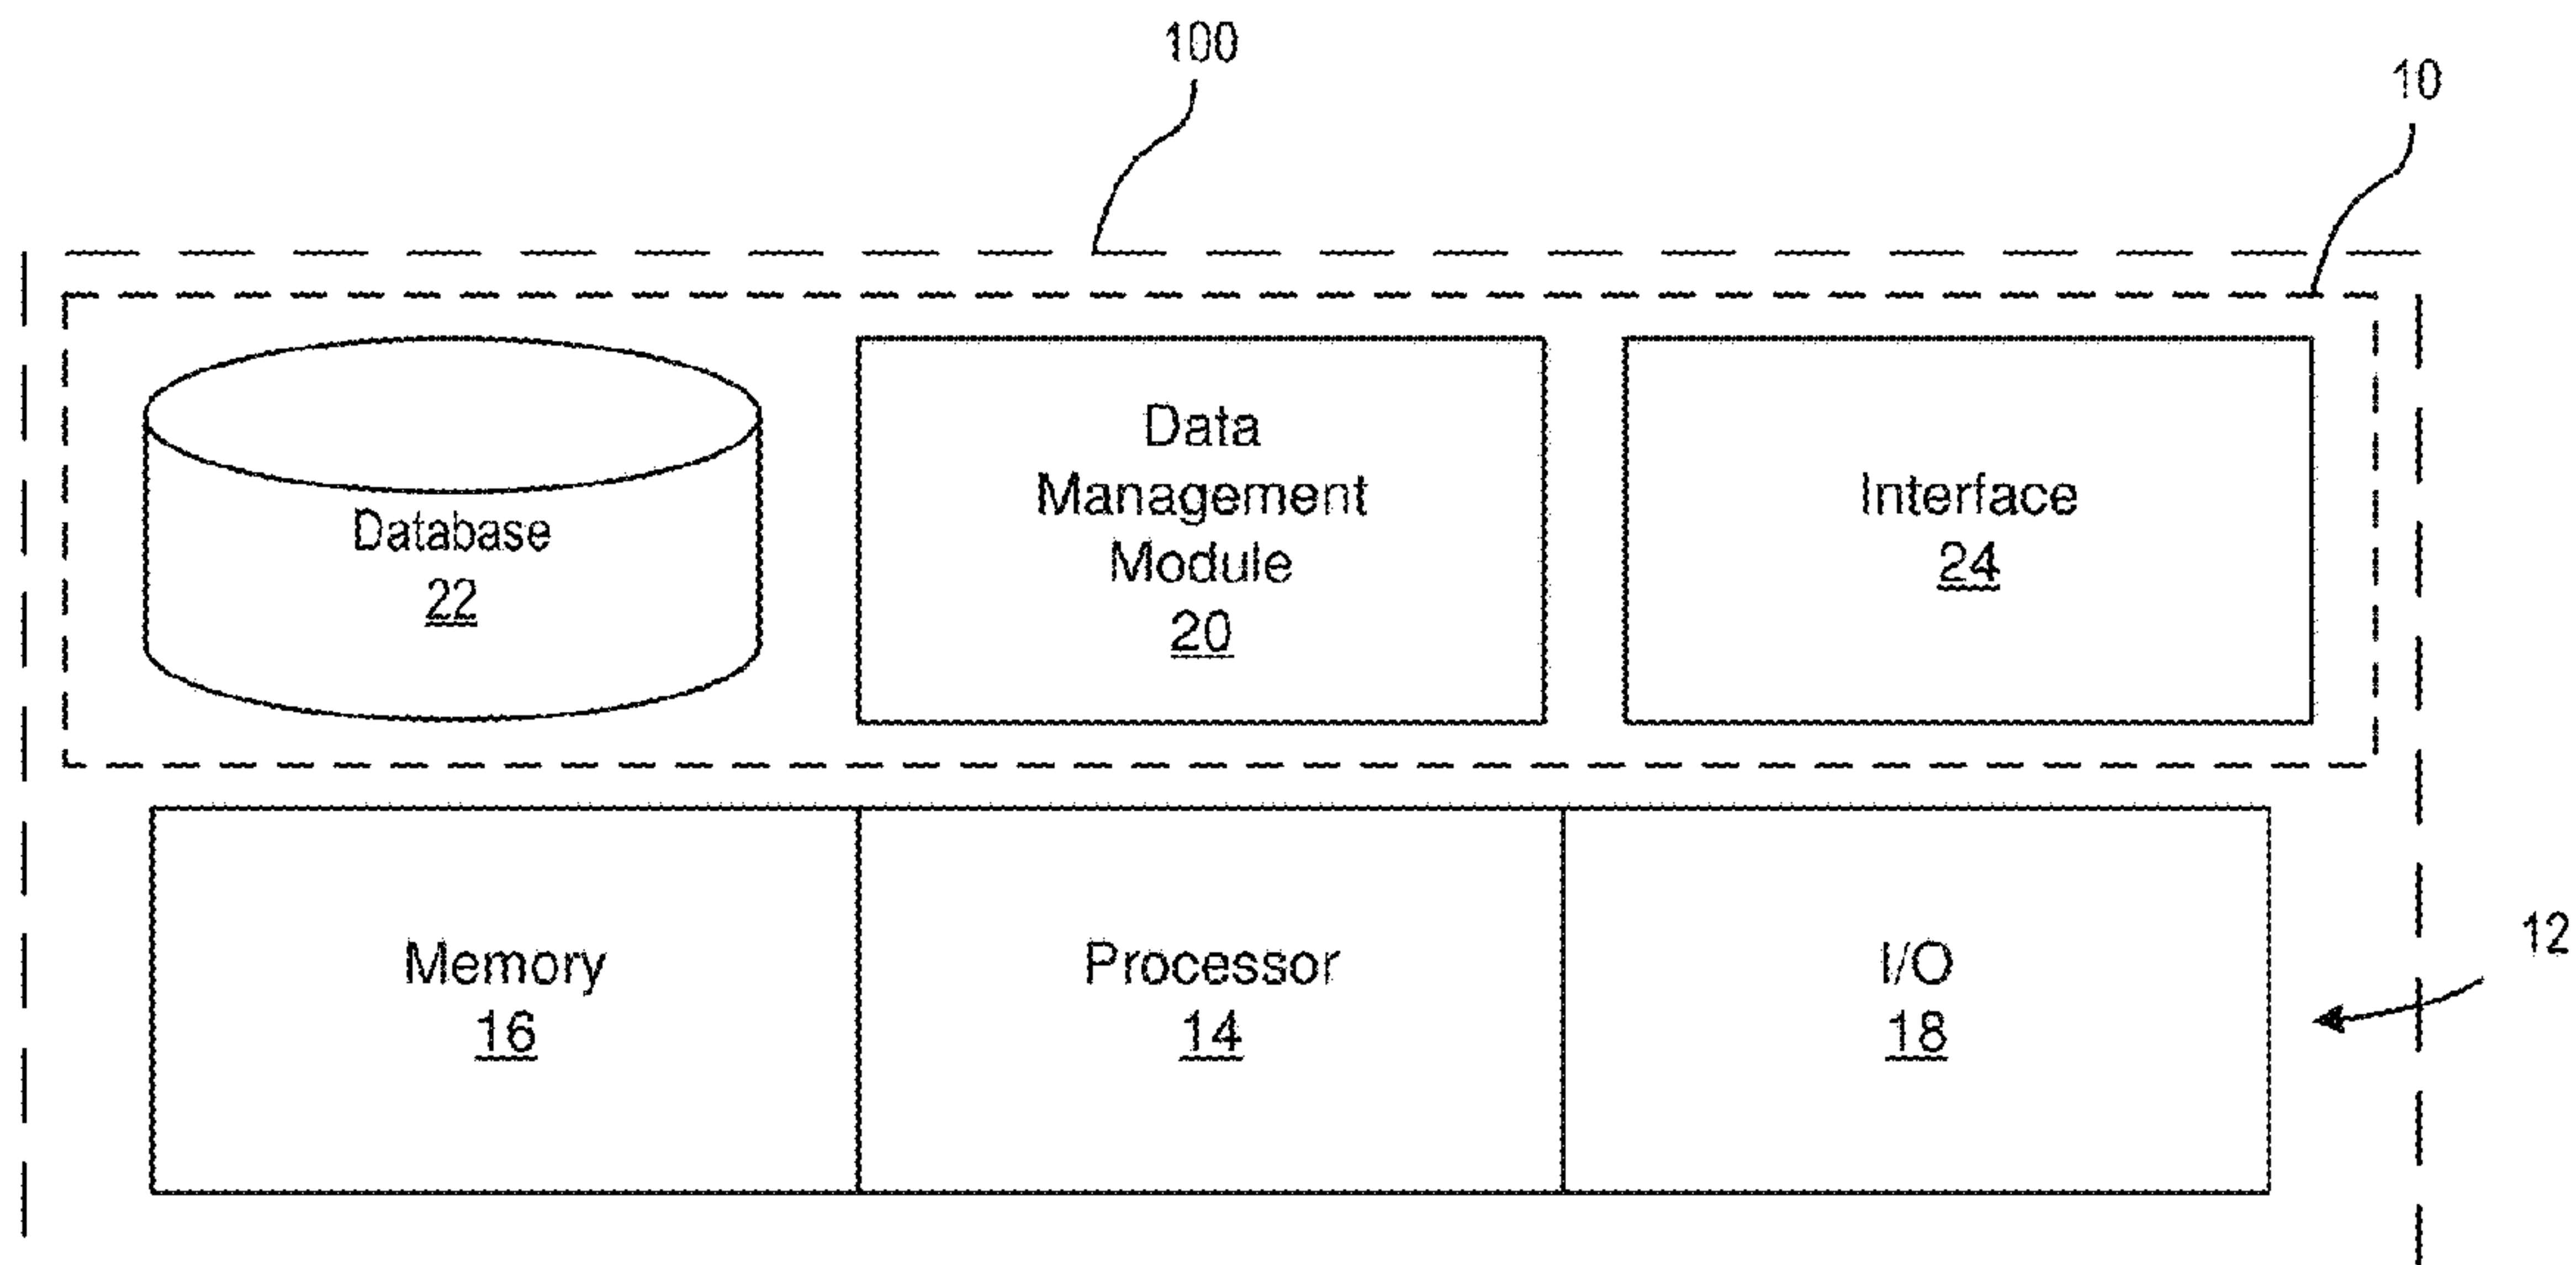 100
10
Database
22
Data
Management
Module
20
Interface
24
Memory
16
Processor
14
I/O
18
12